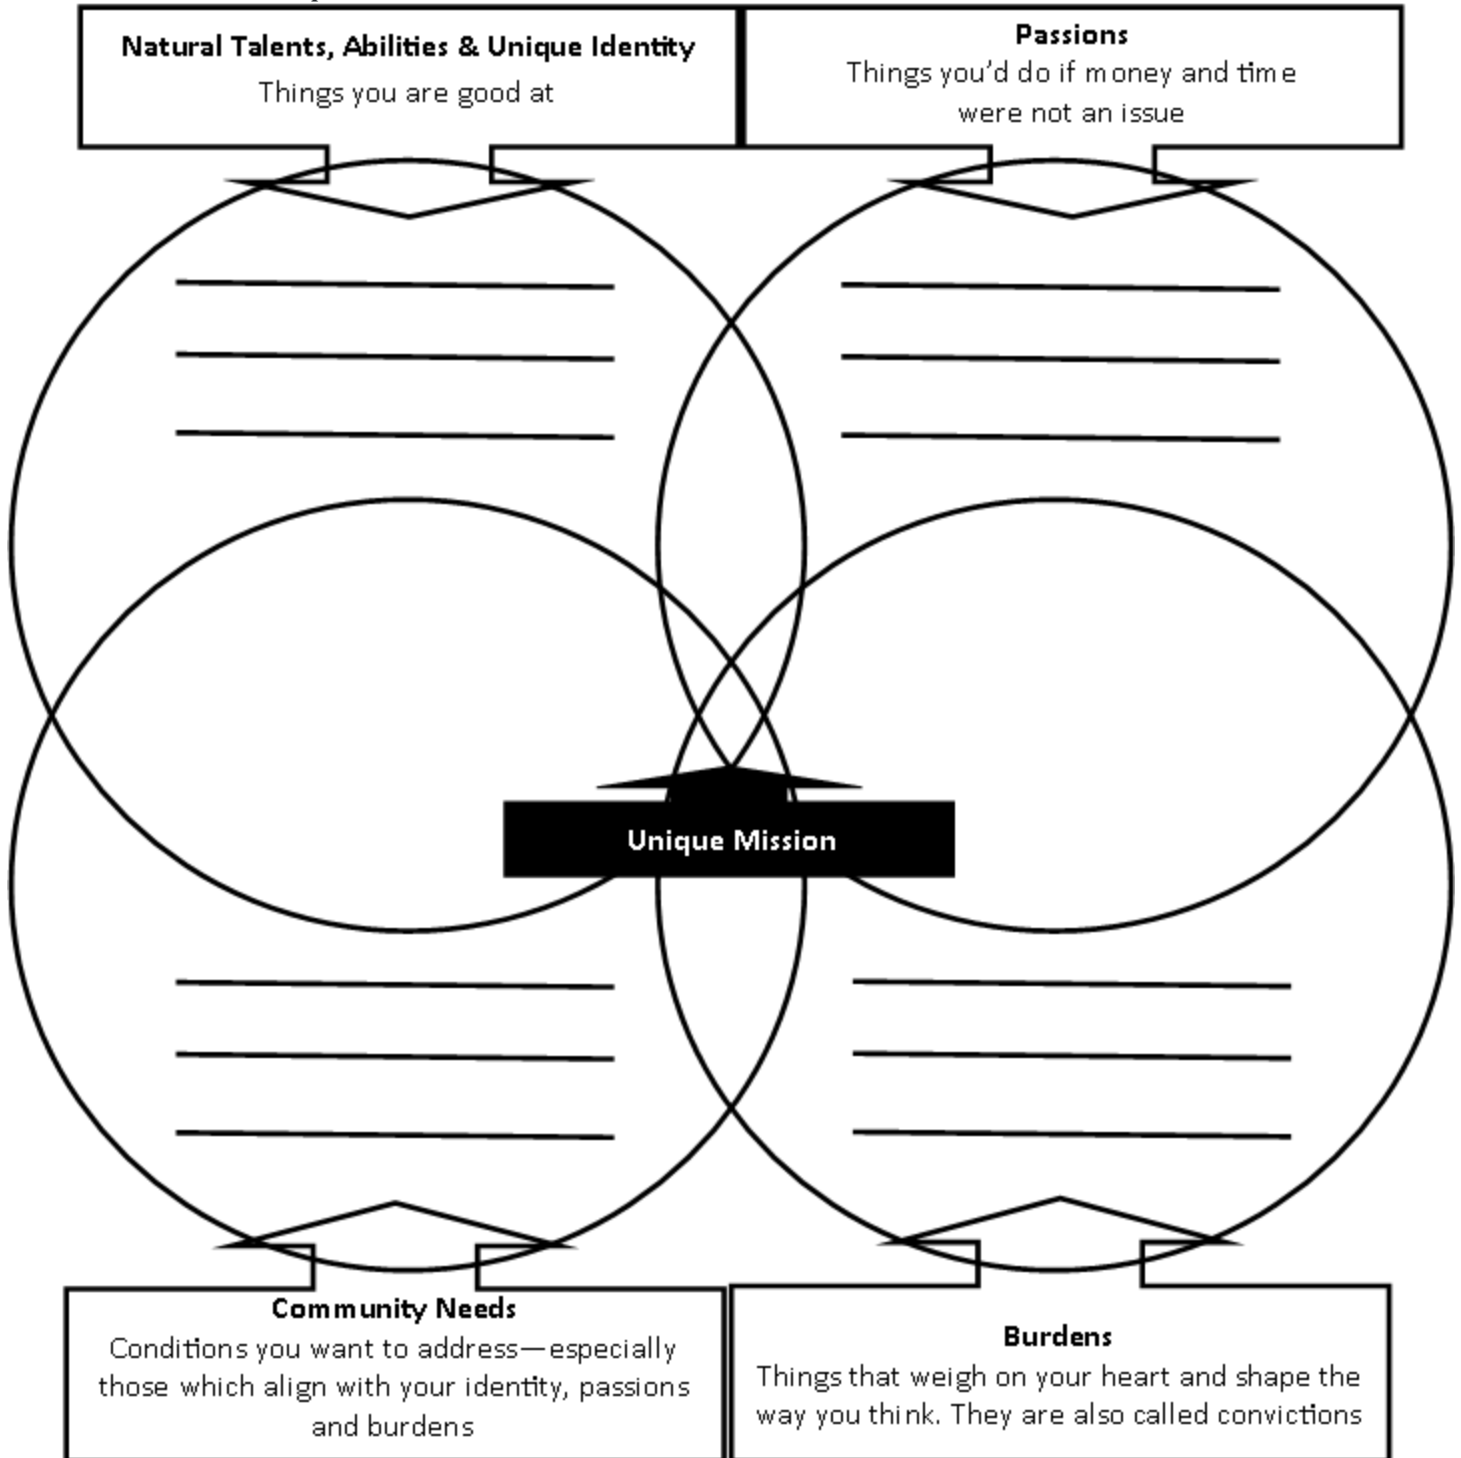 Natural Talents, Abilities & Unique Identity
Things you are good at
Passions
Things you’d do if money and time
were not an issue
Unique Mission
Community Needs
Conditions you want to address—especially
those which align with your identity, passions
and burdens
Burdens
Things that weigh on your heart and shape the
way you think. They are also called convictions